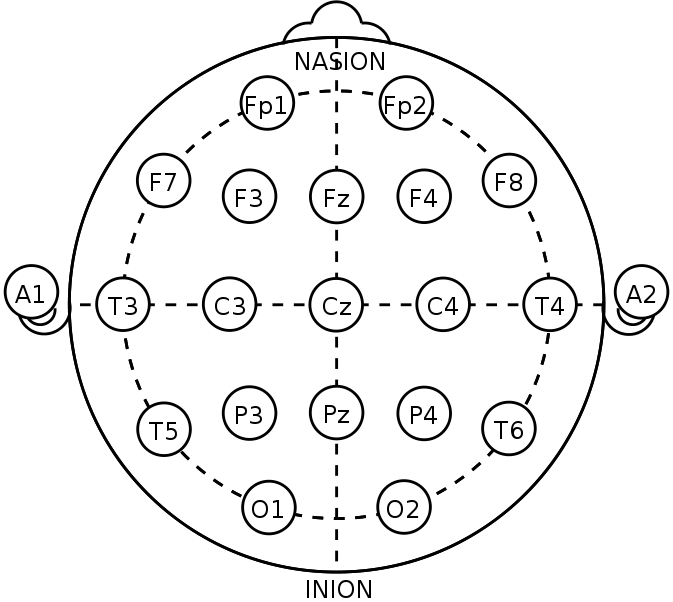 NASION
Fp1 Fp2
F7 F3 Fz F4 F8
A1 T3 C3 Cz C4 T4 A2
T5 P3 Pz P4 T6
O1 O2
INION